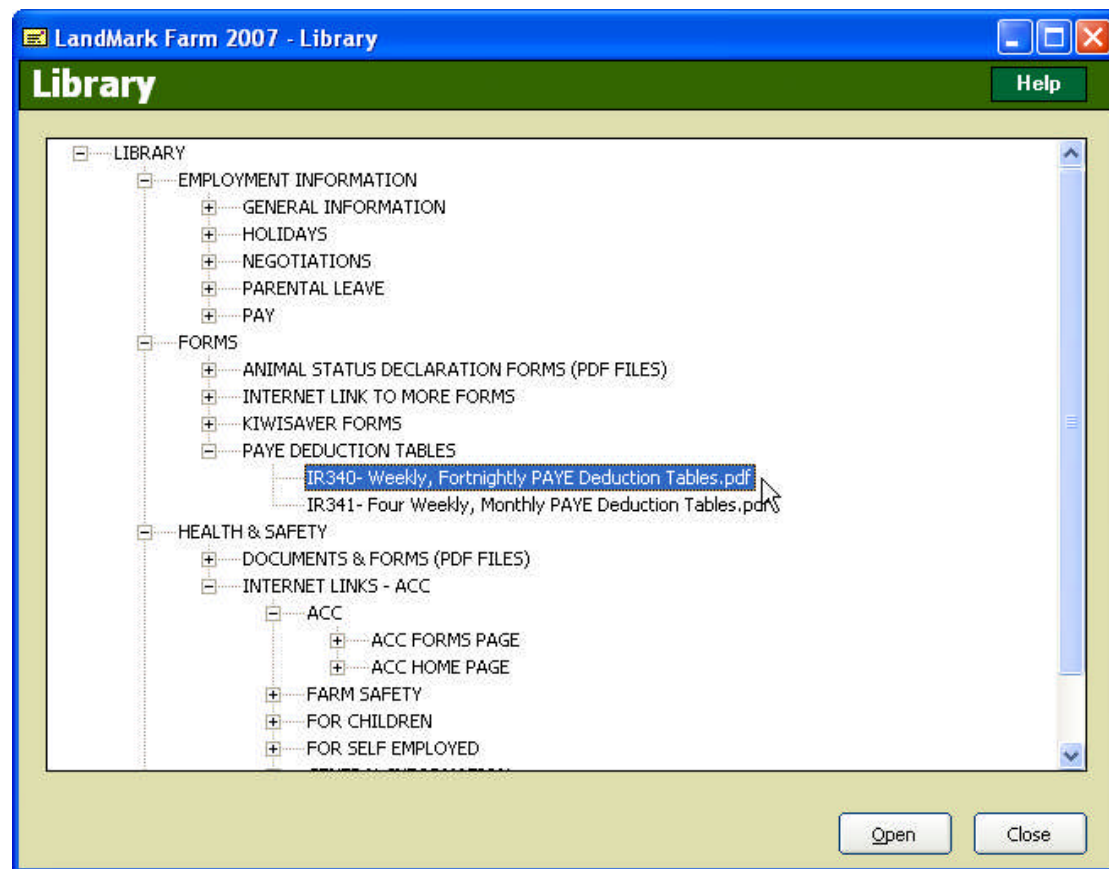 LandMark Farm 2007 - Library
Library
Help
LIBRARY
EMPLOYMENT INFORMATION
GENERAL INFORMATION
HOLIDAYS
NEGOTIATIONS
PARENTAL LEAVE
PAY
FORMS
ANIMAL STATUS DECLARATION FORMS (PDF FILES)
INTERNET LINK TO MORE FORMS
KIWISAVER FORMS
PAYE DEDUCTION TABLES
IR340- Weekly, Fortnightly PAYE Deduction Tables.pdf
IR341- Four Weekly, Monthly PAYE Deduction Tables.pdf
HEALTH & SAFETY
DOCUMENTS & FORMS (PDF FILES)
INTERNET LINKS - ACC
ACC
ACC FORMS PAGE
ACC HOME PAGE
FARM SAFETY
FOR CHILDREN
FOR SELF EMPLOYED
GENERAL INFORMATION
Open
Close